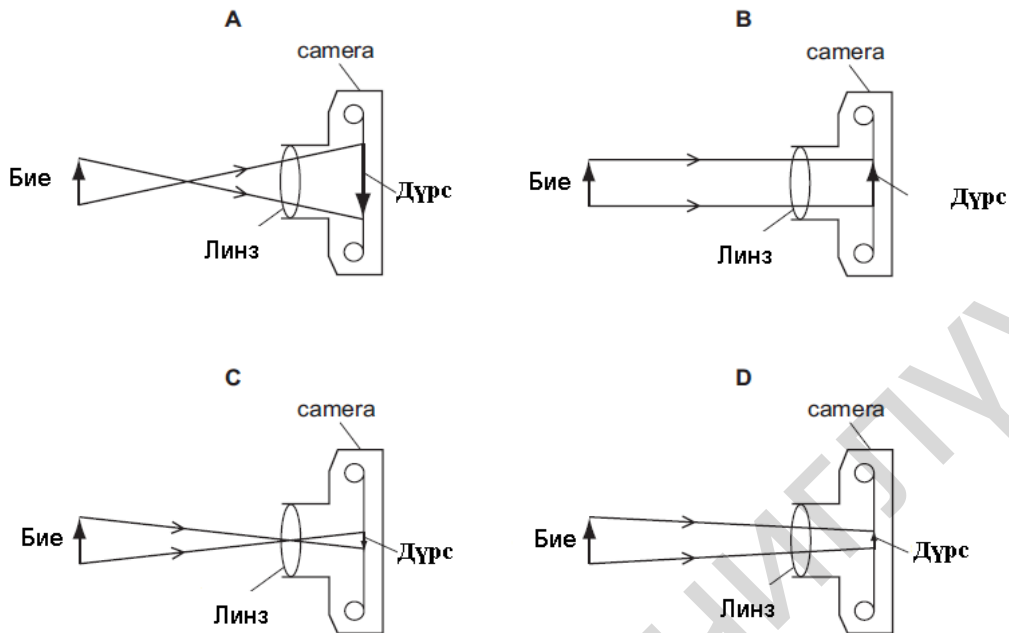 A
camera
Бие
Дүрс
Линз
B
camera
Бие
Дүрс
Линз
C
camera
Бие
Дүрс
Линз
D
camera
Бие
Дүрс
Линз